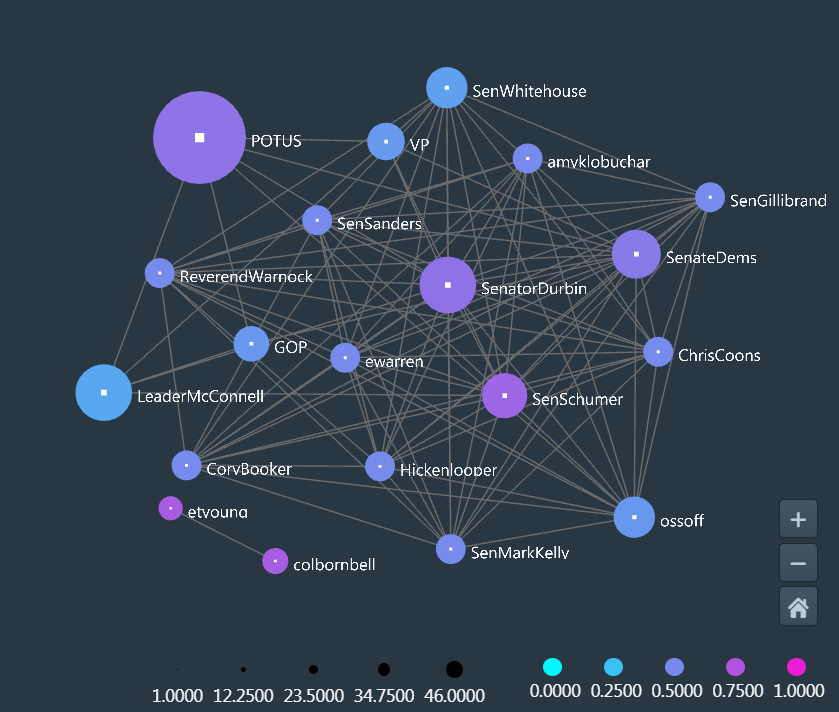 SenWhitehouse
POTUS
VP
amyklobuchar
SenGillibrand
SenSanders
SenateDems
ReverendWarnock
SenatorDurbin
GOP
ewarren
ChrisCoons
LeaderMcConnell
SenSchumer
CoryBooker
Hickenlooper
etyoung
ossoff
SenMarkKelly
colbornbell
+
−
1.0000 12.2500 23.5000 34.7500 46.0000
0.0000 0.2500 0.5000 0.7500 1.0000